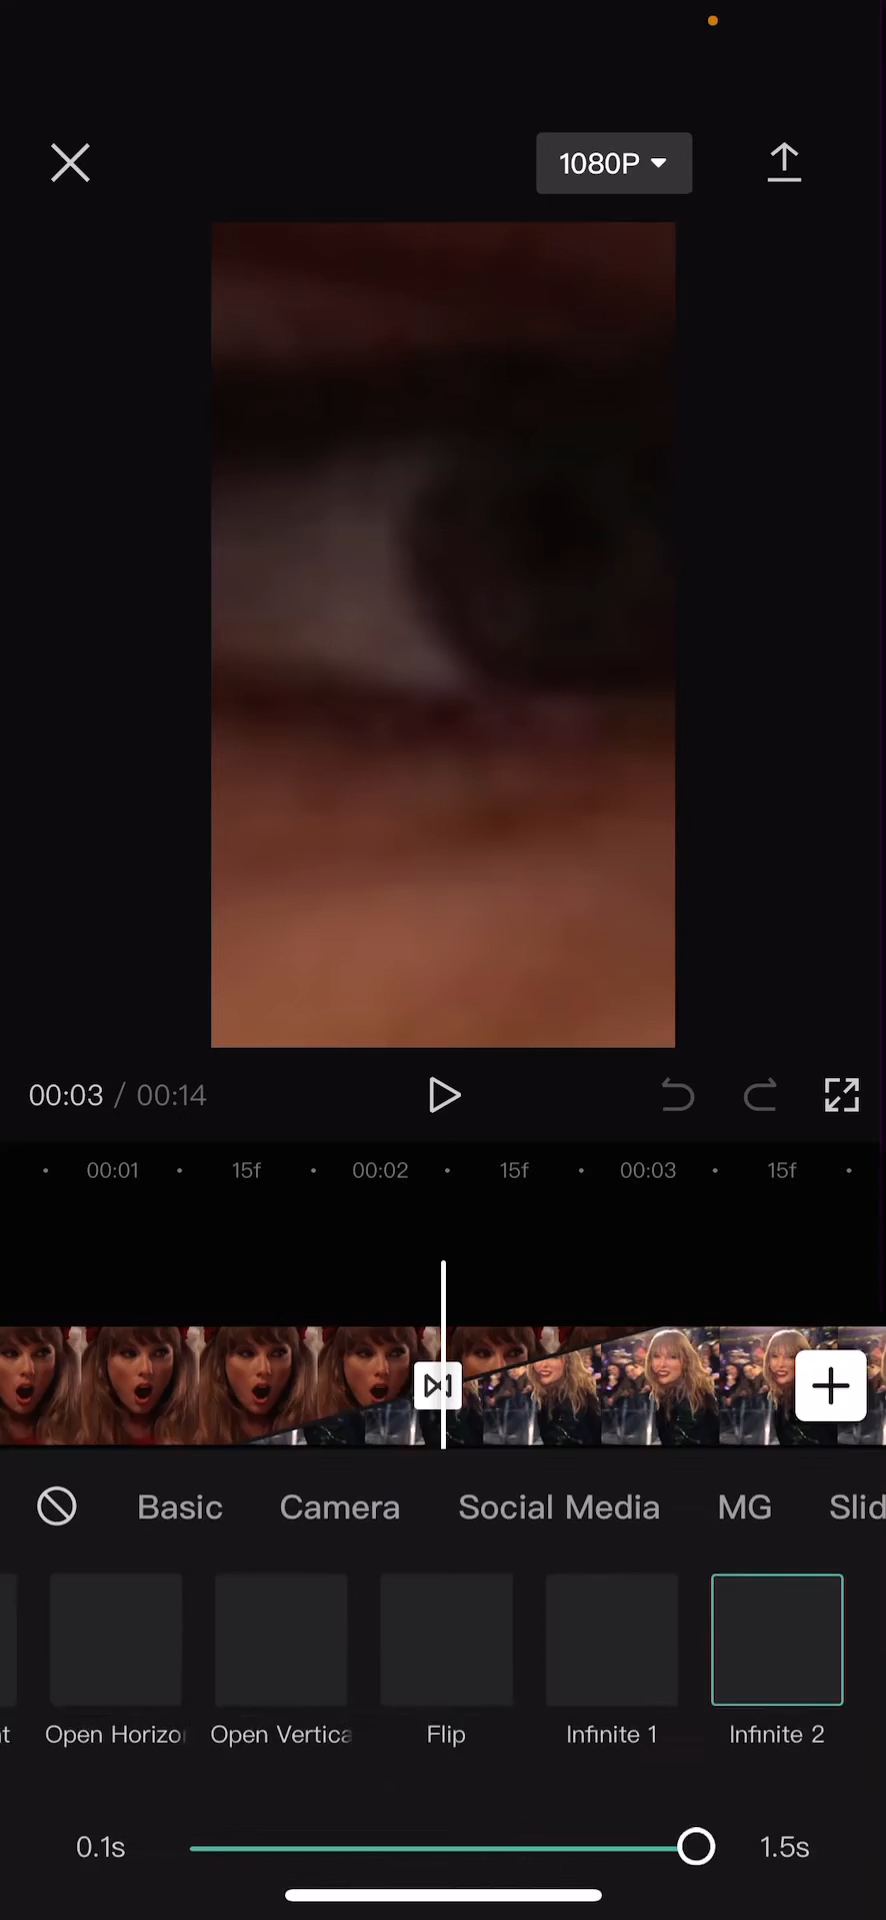 1080P
00:03 / 00:14
00:01 15f 00:02 15f 00:03 15f
Basic Camera Social Media MG Slid
t Open Horizo Open Vertica Flip Infinite 1 Infinite 2
0.1s 1.5s